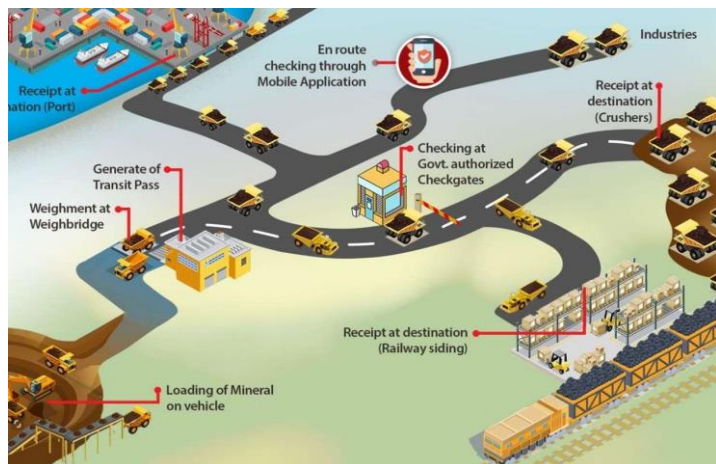 En route
checking through
Mobile Application
Industries
Receipt at
nation (Port)
Receipt at
destination
(Crushers)
Generate of
Transit Pass
Checking at
Govt. authorized
Checkgates
Weighment at
Weighbridge
Receipt at destination
(Railway siding)
Loading of Mineral
on vehicle